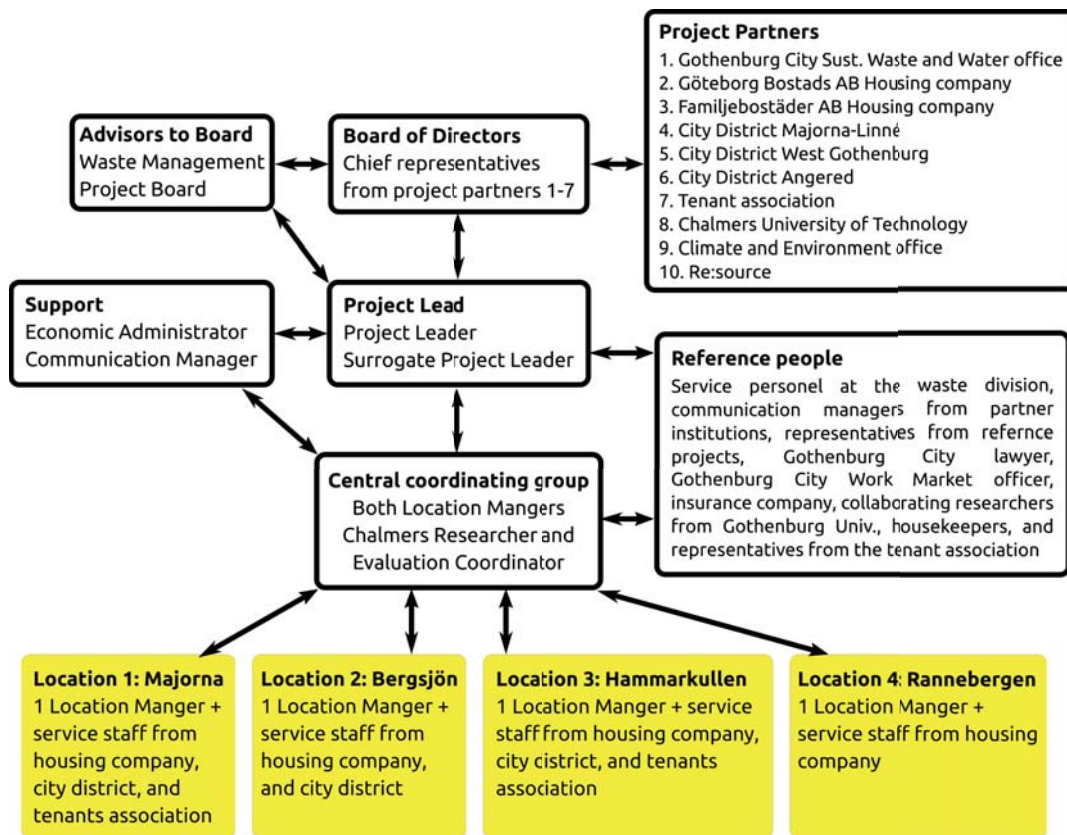 Project Partners
1. Gothenburg City Sust. Waste and Water office
2. Göteborg Bostads AB Housing company
3. Familjebostäder AB Housing company
4. City District Majorna-Linné
5. City District West Gothenburg
6. City District Angered
7. Tenant association
8. Chalmers University of Technology
9. Climate and Environment office
10. Re:source
Advisors to Board
Waste Management
Project Board
Board of Directors
Chief representatives
from project partners 1-7
Support
Economic Administrator
Communication Manager
Project Lead
Project Leader
Surrogate Project Leader
Reference people
Service personel at the waste division,
communication managers from partner
institutions, representatives from refernce
projects, Gothenburg City lawyer,
Gothenburg City Work Market officer,
insurance company, collaborating researchers
from Gothenburg Univ., housekeepers, and
representatives from the tenant association
Central coordinating group
Both Location Mangers
Chalmers Researcher and
Evaluation Coordinator
Location 1: Majorna
1 Location Manger +
service staff from
housing company,
city district, and
tenants association
Location 2: Bergsjön
1 Location Manger +
service staff from
housing company,
and city district
Location 3: Hammarkullen
1 Location Manger + service
staff from housing company,
city cistrict, and tenants
association
Location 4: Rannebergen
1 Location Manger +
service staff from housing
company